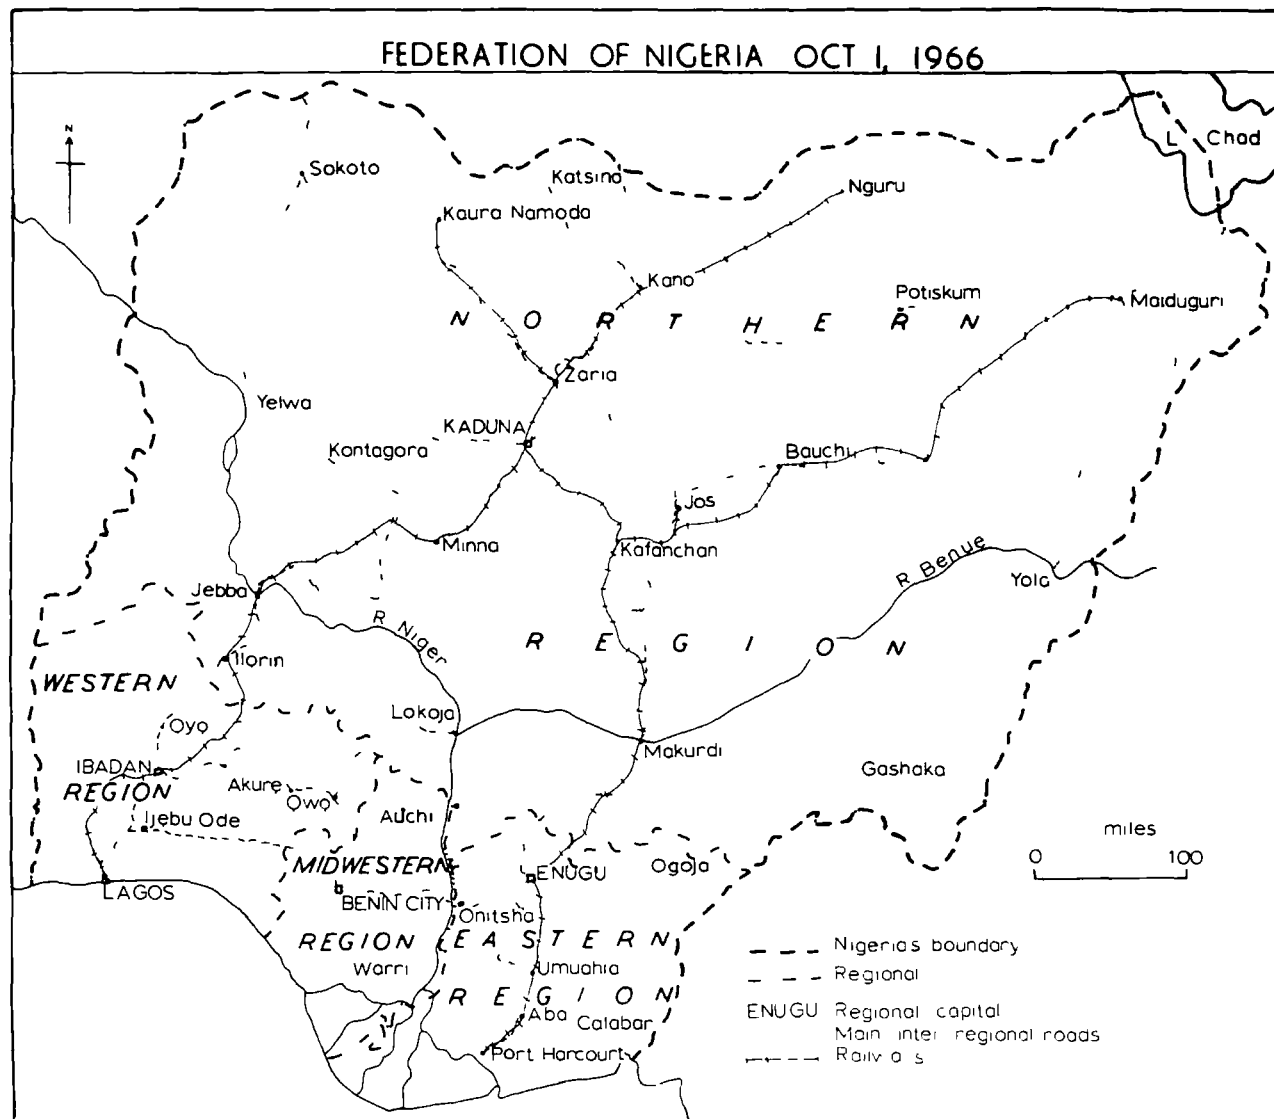 FEDERATION OF NIGERIA OCT 1, 1966
N
L Chad
Sokoto
Katsina
Nguru
Kaura Namoda
Kano
Potiskum
Maiduguri
N O R T H E R N
Zaria
Yelwa
KADUNA
Kontagora
Bauchi
Jos
Minna
Kafanchan
R Benue
Yola
Jebba
R Niger
R E G I O N
Ilorin
WESTERN
Lokoja
Oyo
Makurdi
IBADAN
Gashaka
REGION
Akure
Owo
Auchi
Ijebu Ode
miles
0 100
MIDWESTERN
ENUGU
Ogoja
LAGOS
BENIN CITY
Onitsha
REGION
EASTERN
Warri
Umuahia
REGION
Aba
Calabar
Port Harcourt
Nigerias boundary
Regional
ENUGU Regional capital
Main inter regional roads